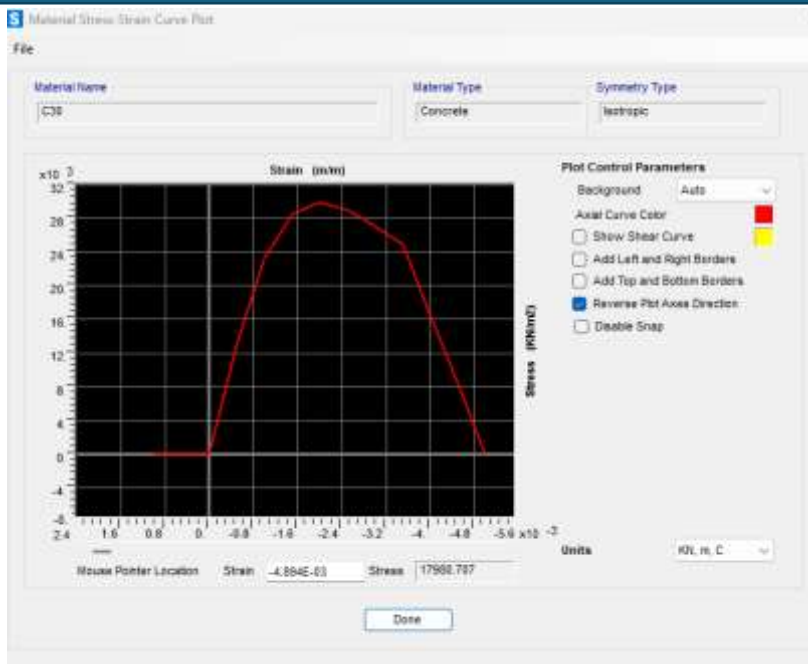 Material Stress Strain Curve Plot
File
Material Name
Material Type
Symmetry Type
C30
Concrete
Isotropic
x10 3
Strain (m/m)
Plot Control Parameters
Background
Auto
Axial Curve Color
Show Shear Curve
Add Left and Right Borders
Add Top and Bottom Borders
Reverse Plot Axes Direction
Disable Snap
32.
28.
24.
20.
16.
12.
8.
4.
0.
-4.
-8.
Stress (KN/m2)
2.4 1.6 0.8 0. -0.8 -1.6 -2.4 -3.2 -4. -4.8 -5.6 x10 -3
Mouse Pointer Location Strain -4.894E-03 Stress 17980.707
Units
KN, m, C
Done